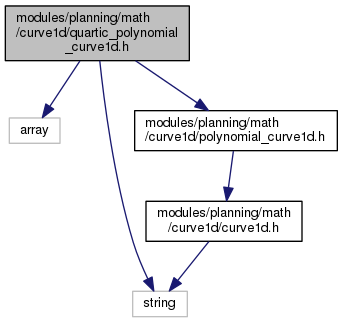 modules/planning/math
/curve1d/quartic_polynomial
_curve1d.h
array
modules/planning/math
/curve1d/polynomial_curve1d.h
modules/planning/math
/curve1d/curve1d.h
string